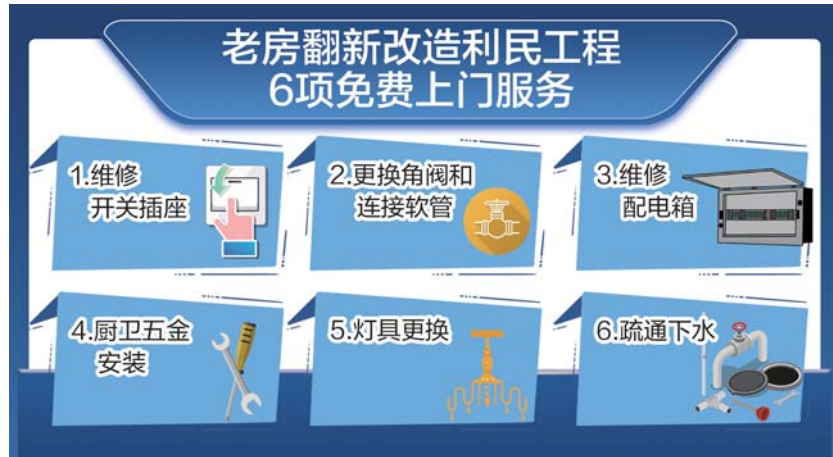 老房翻新改造利民工程
6项免费上门服务
1.维修
开关插座
2.更换角阀和
连接软管
3.维修
配电箱
4.厨卫五金
安装
5.灯具更换
6.疏通下水